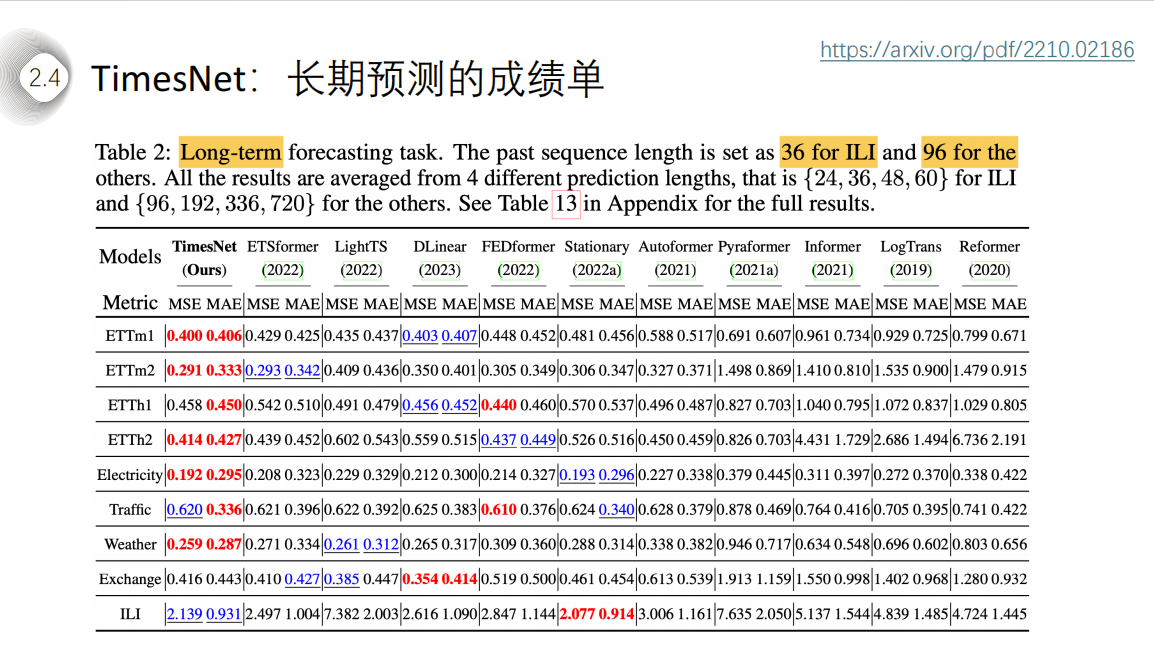 https://arxiv.org/pdf/2210.02186
2.4
TimesNet：长期预测的成绩单
Table 2: Long-term forecasting task. The past sequence length is set as 36 for ILI and 96 for the
others. All the results are averaged from 4 different prediction lengths, that is {24, 36, 48, 60} for ILI
and {96, 192, 336, 720} for the others. See Table 13 in Appendix for the full results.
Models TimesNet ETSformer LightTS DLinear FEDformer Stationary Autoformer Pyraformer Informer LogTrans Reformer
(Ours) (2022) (2022) (2023) (2022) (2022a) (2021) (2021a) (2021) (2019) (2020)
Metric MSE MAE MSE MAE MSE MAE MSE MAE MSE MAE MSE MAE MSE MAE MSE MAE MSE MAE MSE MAE MSE MAE
ETTm1 0.400 0.406 0.429 0.425 0.435 0.437 0.403 0.407 0.448 0.452 0.481 0.456 0.588 0.517 0.691 0.607 0.961 0.734 0.929 0.725 0.799 0.671
ETTm2 0.291 0.333 0.293 0.342 0.409 0.436 0.350 0.401 0.305 0.349 0.306 0.347 0.327 0.371 1.498 0.869 1.410 0.810 1.535 0.900 1.479 0.915
ETTh1 0.458 0.450 0.542 0.510 0.491 0.479 0.456 0.452 0.440 0.460 0.570 0.537 0.496 0.487 0.827 0.703 1.040 0.795 1.072 0.837 1.029 0.805
ETTh2 0.414 0.427 0.439 0.452 0.602 0.543 0.559 0.515 0.437 0.449 0.526 0.516 0.450 0.459 0.826 0.703 4.431 1.729 2.686 1.494 6.736 2.191
Electricity 0.192 0.295 0.208 0.323 0.229 0.329 0.212 0.300 0.214 0.327 0.193 0.296 0.227 0.338 0.379 0.445 0.311 0.397 0.272 0.370 0.338 0.422
Traffic 0.620 0.336 0.621 0.396 0.622 0.392 0.625 0.383 0.610 0.376 0.624 0.340 0.628 0.379 0.878 0.469 0.764 0.416 0.705 0.395 0.741 0.422
Weather 0.259 0.287 0.271 0.334 0.261 0.312 0.265 0.317 0.309 0.360 0.288 0.314 0.338 0.382 0.946 0.717 0.634 0.548 0.696 0.602 0.803 0.656
Exchange 0.416 0.443 0.410 0.427 0.385 0.447 0.354 0.414 0.519 0.500 0.461 0.454 0.613 0.539 1.913 1.159 1.550 0.998 1.402 0.968 1.280 0.932
ILI 2.139 0.931 2.497 1.004 7.382 2.003 2.616 1.090 2.847 1.144 2.077 0.914 3.006 1.161 7.635 2.050 5.137 1.544 4.839 1.485 4.724 1.445